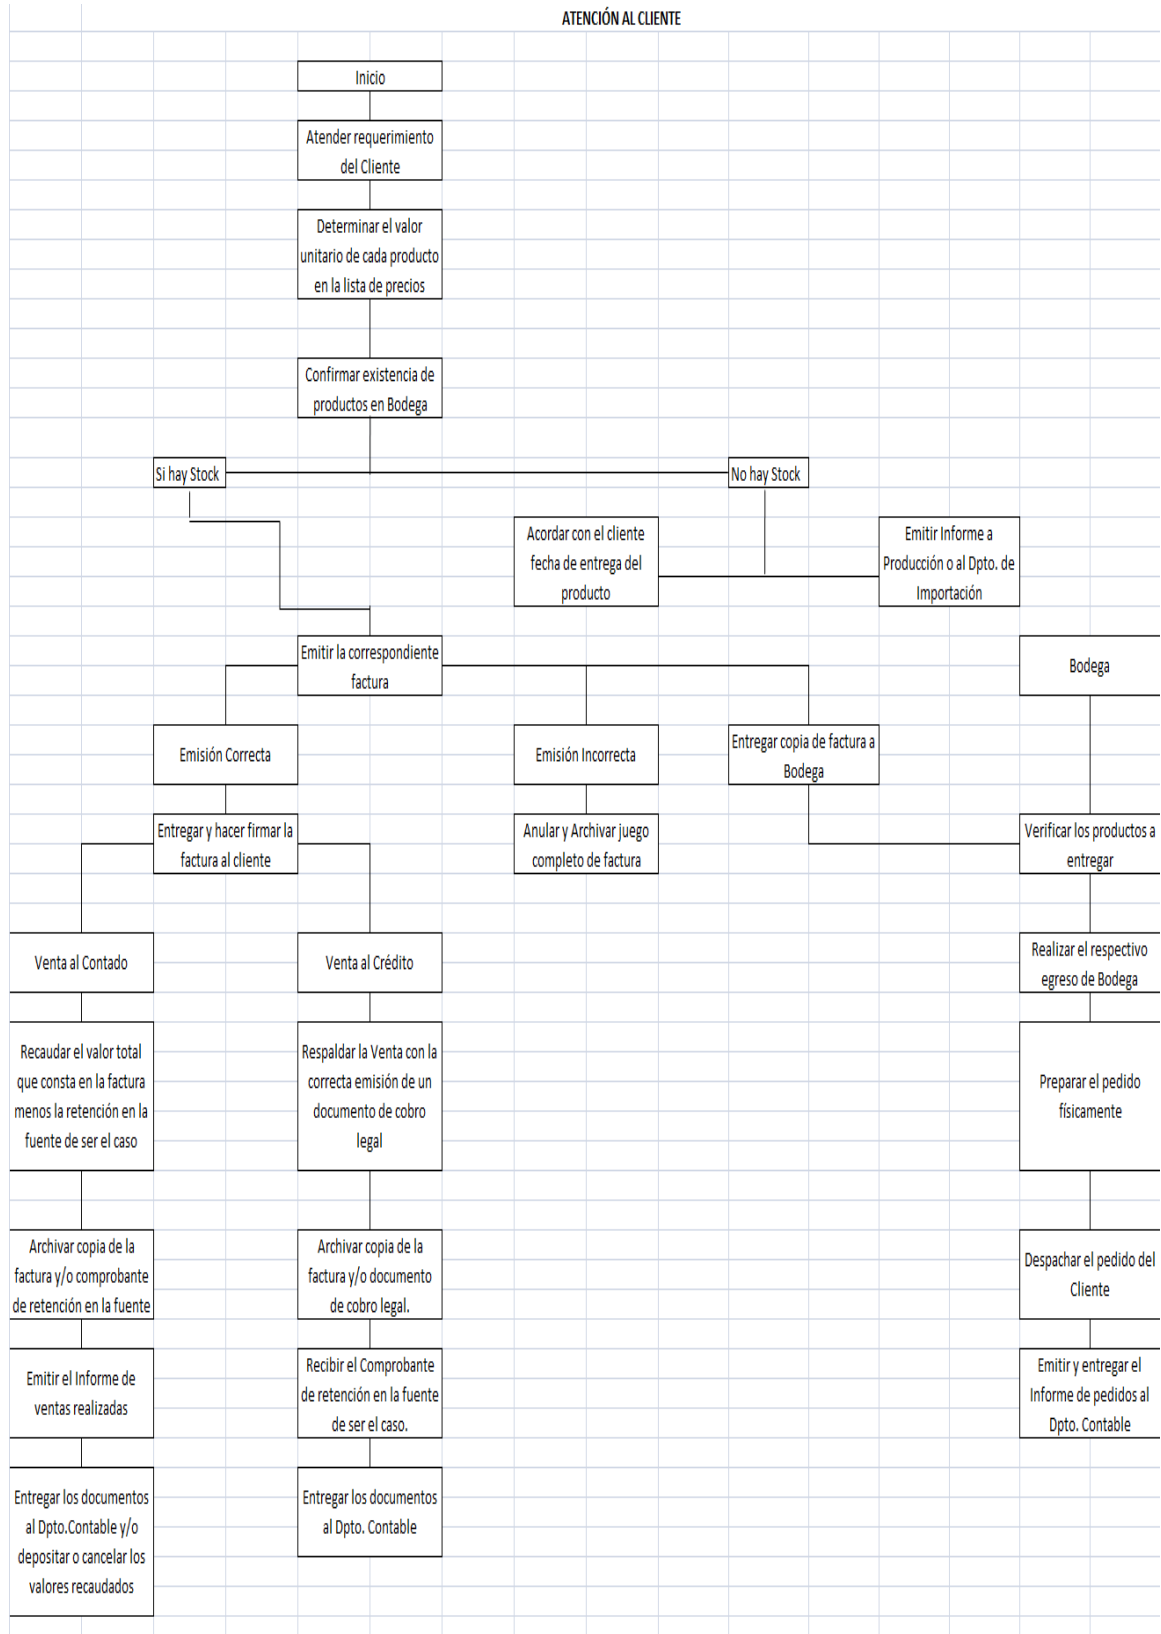 ATENCIÓN AL CLIENTE
Inicio
Atender requerimiento
del Cliente
Determinar el valor
unitario de cada producto
en la lista de precios
Confirmar existencia de
productos en Bodega
Si hay Stock
No hay Stock
Acordar con el cliente
fecha de entrega del
producto
Emitir Informe a
Producción o al Dpto. de
Importación
Emitir la correspondiente
factura
Bodega
Emisión Correcta
Emisión Incorrecta
Entregar copia de factura a
Bodega
Entregar y hacer firmar la
factura al cliente
Anular y Archivar juego
completo de factura
Verificar los productos a
entregar
Venta al Contado
Venta al Crédito
Realizar el respectivo
egreso de Bodega
Recaudar el valor total
que consta en la factura
menos la retención en la
fuente de ser el caso
Respaldar la Venta con la
correcta emisión de un
documento de cobro
legal
Preparar el pedido
físicamente
Archivar copia de la
factura y/o comprobante
de retención en la fuente
Archivar copia de la
factura y/o documento
de cobro legal.
Despachar el pedido del
Cliente
Emitir el Informe de
ventas realizadas
Recibir el Comprobante
de retención en la fuente
de ser el caso.
Emitir y entregar el
Informe de pedidos al
Dpto. Contable
Entregar los documentos
al Dpto.Contable y/o
depositar o cancelar los
valores recaudados
Entregar los documentos
al Dpto. Contable